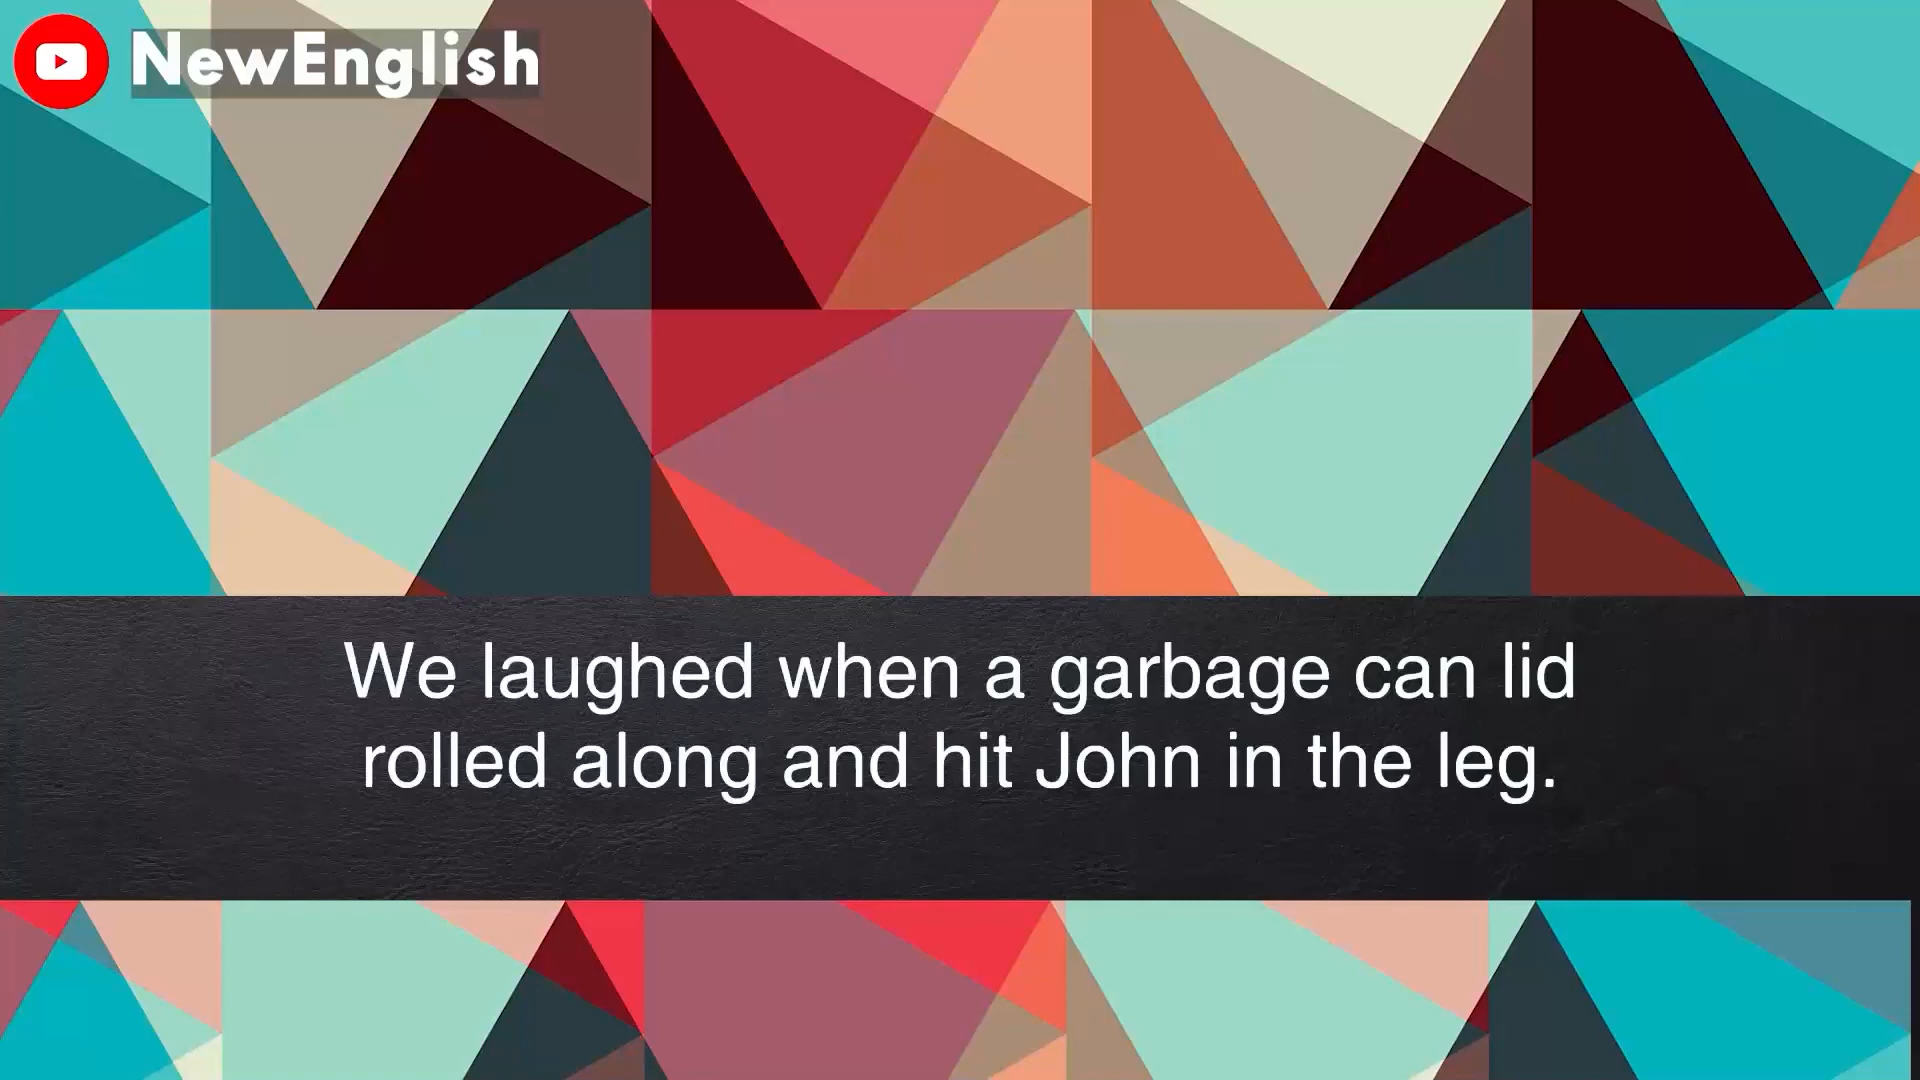 NewEnglish
We laughed when a garbage can lid
rolled along and hit John in the leg.